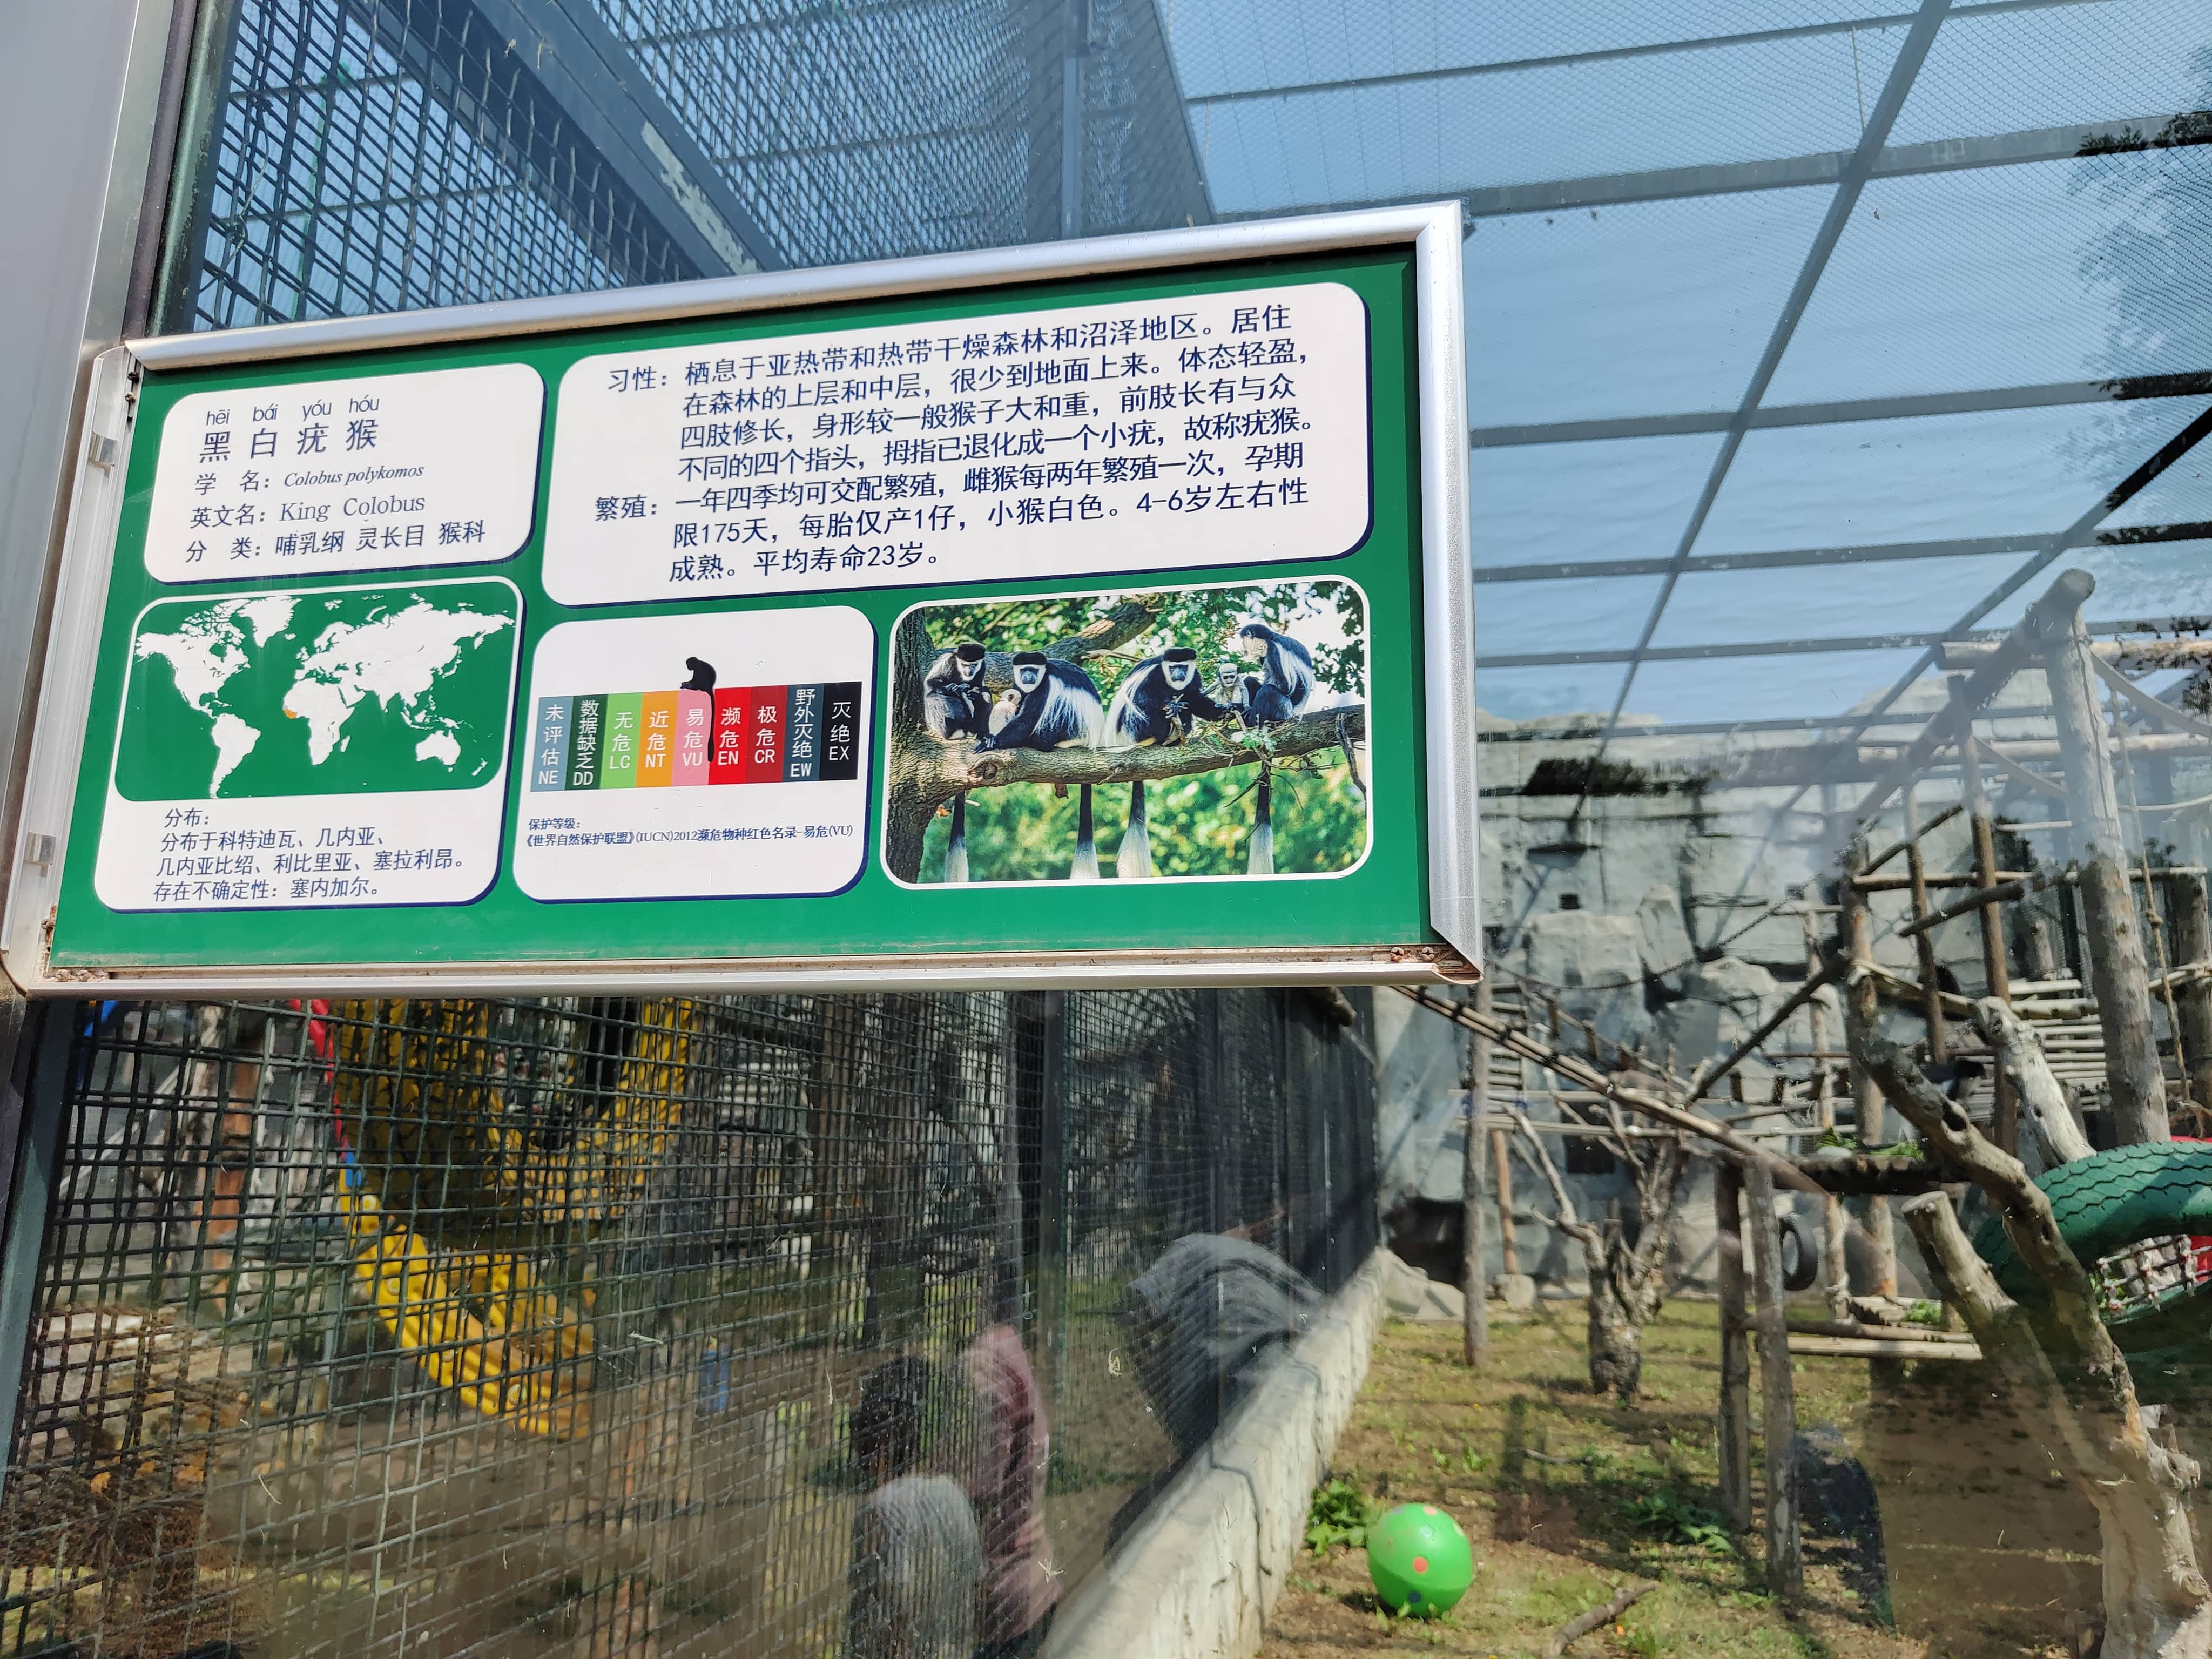 hēi bái yóu hóu
黑白疣猴
学 名：Colobus polykomos
英文名：King Colobus
分 类：哺乳纲 灵长目 猴科
习性：栖息于亚热带和热带干燥森林和沼泽地区。居住
在森林的上层和中层，很少到地面上来。体态轻盈，
四肢修长，身形较一般猴子大和重，前肢长有与众
不同的四个指头，拇指已退化成一个小疣，故称疣猴。
繁殖：一年四季均可交配繁殖，雌猴每两年繁殖一次，孕期
限175天，每胎仅产1仔，小猴白色。4-6岁左右性
成熟。平均寿命23岁。
分布：
分布于科特迪瓦、几内亚、
几内亚比绍、利比里亚、塞拉利昂。
存在不确定性：塞内加尔。
未评估 NE
数据缺乏 DD
无危 LC
近危 NT
易危 VU
濒危 EN
极危 CR
野外灭绝 EW
灭绝 EX
保护等级：
《世界自然保护联盟》(IUCN)2012濒危物种红色名录-易危(VU)